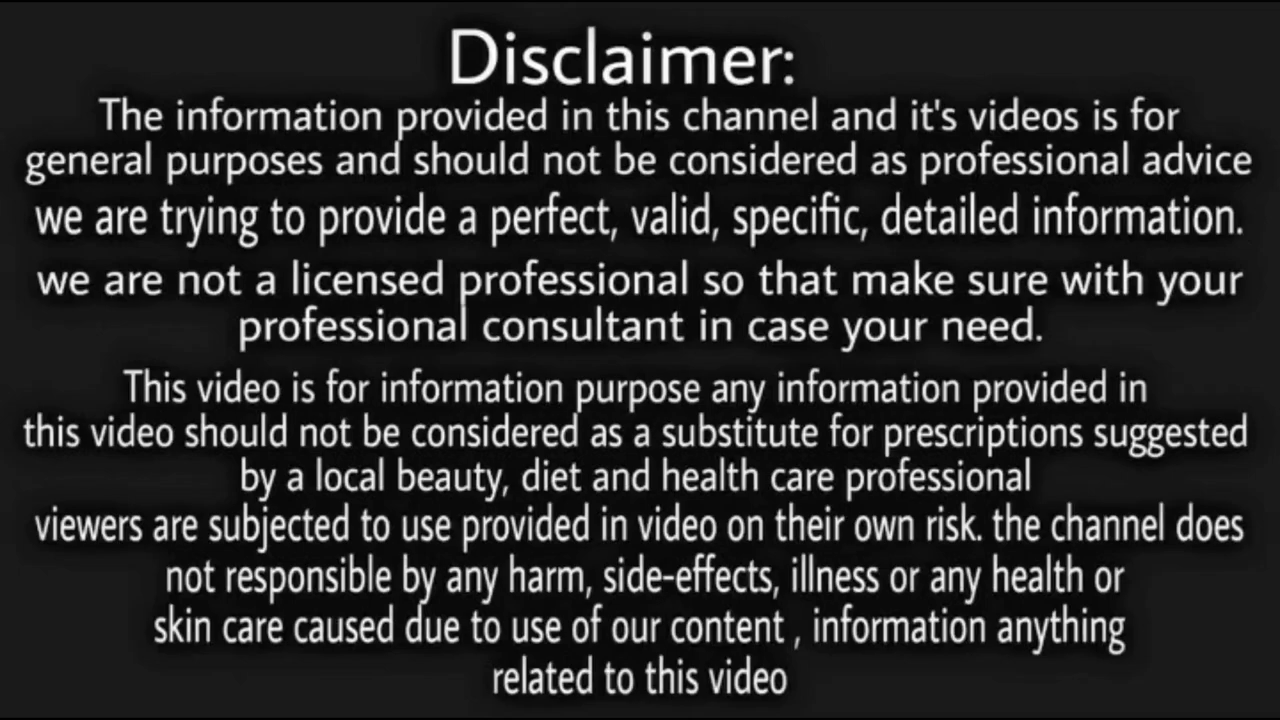 Disclaimer:
The information provided in this channel and it's videos is for
general purposes and should not be considered as professional advice
we are trying to provide a perfect, valid, specific, detailed information.
we are not a licensed professional so that make sure with your
professional consultant in case your need.
This video is for information purpose any information provided in
this video should not be considered as a substitute for prescriptions suggested
by a local beauty, diet and health care professional
viewers are subjected to use provided in video on their own risk. the channel does
not responsible by any harm, side-effects, illness or any health or
skin care caused due to use of our content , information anything
related to this video